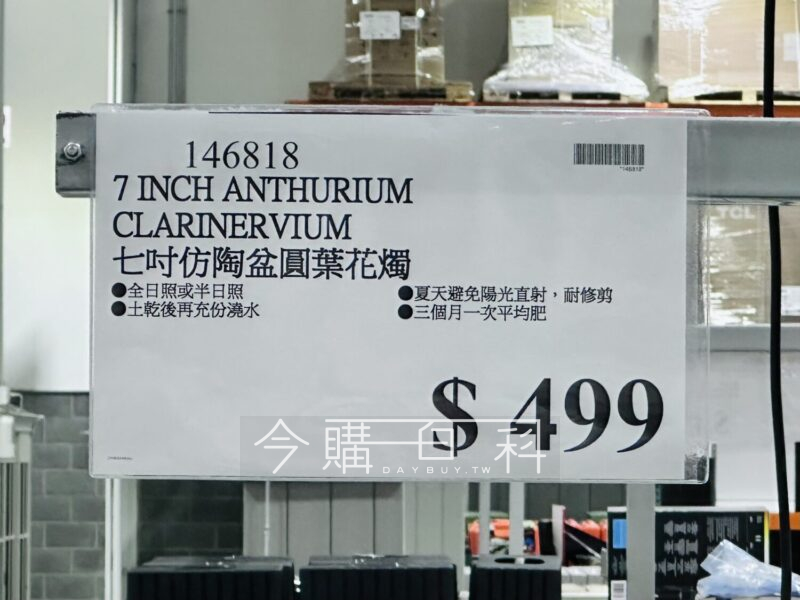 146818
"146818"
7 INCH ANTHURIUM
CLARINERVIUM
七吋仿陶盆圓葉花燭
●全日照或半日照
●夏天避免陽光直射，耐修剪
●土乾後再充份澆水
●三個月一次平均肥
$ 499
今購百科
DAYBUY.TW
TCL